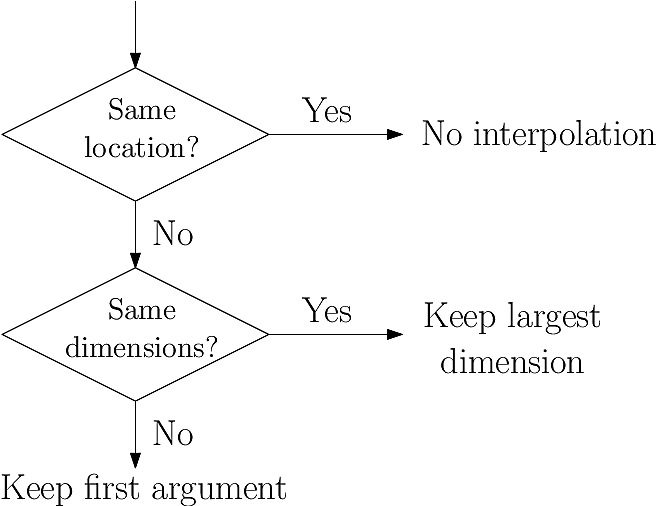 Same
location?
Yes
No interpolation
No
Same
dimensions?
Yes
Keep largest
dimension
No
Keep first argument